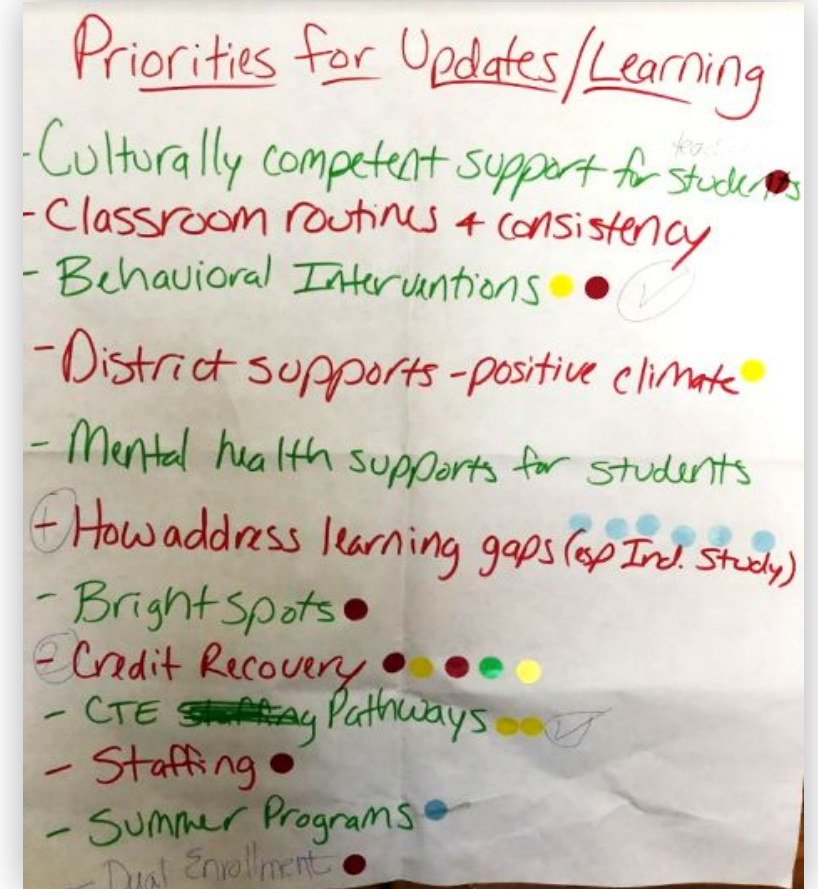 Priorities for Updates/Learning
- Culturally competent support for students
- Classroom routines + consistency
- Behavioral Interventions
- District supports - positive climate
- Mental health supports for students
- How address learning gaps (esp Ind. Study)
- Bright spots
- Credit Recovery
- CTE Pathways
- Staffing
- Summer Programs
- Dual Enrollment